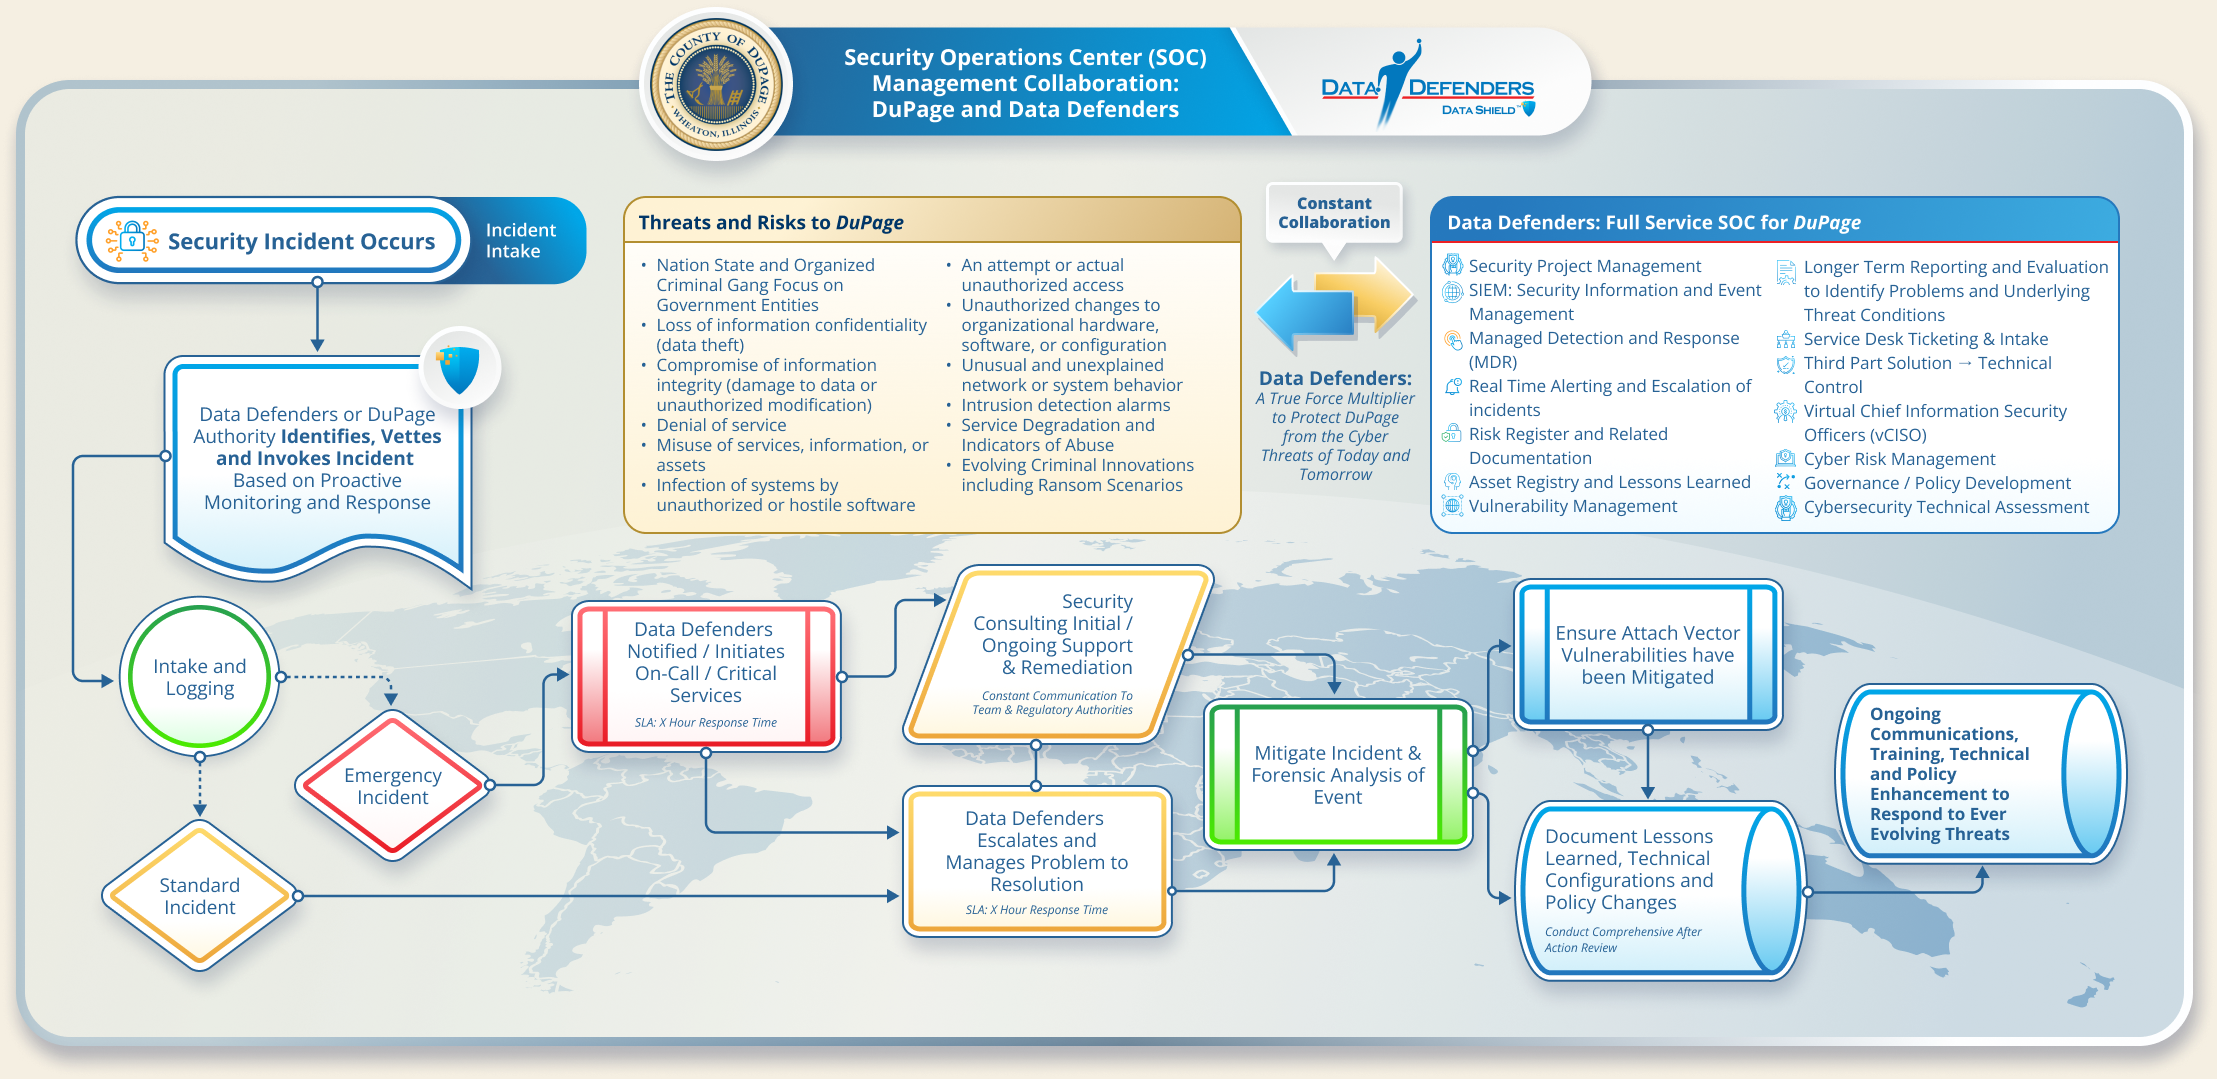 THE COUNTY OF DUPAGE
WHEATON, ILLINOIS
Security Operations Center (SOC)
Management Collaboration:
DuPage and Data Defenders
DATA DEFENDERS
DATA SHIELD™
Security Incident Occurs
Incident
Intake
Data Defenders or DuPage
Authority Identifies, Vettes
and Invokes Incident
Based on Proactive
Monitoring and Response
Threats and Risks to DuPage
• Nation State and Organized
Criminal Gang Focus on
Government Entities
• Loss of information confidentiality
(data theft)
• Compromise of information
integrity (damage to data or
unauthorized modification)
• Denial of service
• Misuse of services, information, or
assets
• Infection of systems by
unauthorized or hostile software
• An attempt or actual
unauthorized access
• Unauthorized changes to
organizational hardware,
software, or configuration
• Unusual and unexplained
network or system behavior
• Intrusion detection alarms
• Service Degradation and
Indicators of Abuse
• Evolving Criminal Innovations
including Ransom Scenarios
Constant
Collaboration
Data Defenders:
A True Force Multiplier
to Protect DuPage
from the Cyber
Threats of Today and
Tomorrow
Data Defenders: Full Service SOC for DuPage
Security Project Management
SIEM: Security Information and Event
Management
Managed Detection and Response
(MDR)
Real Time Alerting and Escalation of
incidents
Risk Register and Related
Documentation
Asset Registry and Lessons Learned
Vulnerability Management
Longer Term Reporting and Evaluation
to Identify Problems and Underlying
Threat Conditions
Service Desk Ticketing & Intake
Third Part Solution → Technical
Control
Virtual Chief Information Security
Officers (vCISO)
Cyber Risk Management
Governance / Policy Development
Cybersecurity Technical Assessment
Intake and
Logging
Emergency
Incident
Standard
Incident
Data Defenders
Notified / Initiates
On-Call / Critical
Services
SLA: X Hour Response Time
Security
Consulting Initial /
Ongoing Support
& Remediation
Constant Communication To
Team & Regulatory Authorities
Data Defenders
Escalates and
Manages Problem to
Resolution
SLA: X Hour Response Time
Mitigate Incident &
Forensic Analysis of
Event
Ensure Attach Vector
Vulnerabilities have
been Mitigated
Document Lessons
Learned, Technical
Configurations and
Policy Changes
Conduct Comprehensive After
Action Review
Ongoing
Communications,
Training, Technical
and Policy
Enhancement to
Respond to Ever
Evolving Threats